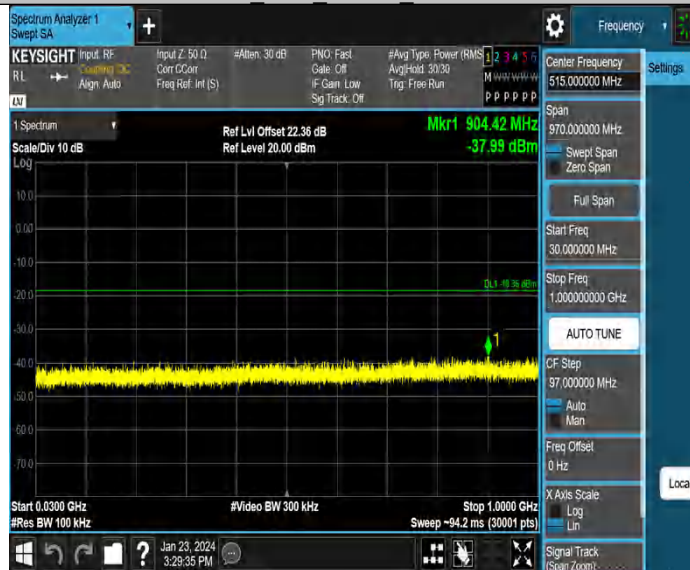 Spectrum Analyzer 1
Swept SA
+
Frequency
KEYSIGHT
RL
Input: RF
Coupling: DC
Align: Auto
Input Z: 50 Ω
Corr CCorr
Freq Ref: Int (S)
#Atten: 30 dB
PNO: Fast
Gate: Off
IF Gain: Low
Sig Track: Off
#Avg Type: Power (RMS
Avg|Hold: 30/30
Trig: Free Run
1 2 3 4 5 6
M W W W W W
P P P P P P
LXI
1 Spectrum
Scale/Div 10 dB
Ref Lvl Offset 22.36 dB
Ref Level 20.00 dBm
Mkr1 904.42 MHz
-37.99 dBm
Log
10.0
0.00
-10.0
-20.0
-30.0
-40.0
-50.0
-60.0
-70.0
1
Start 0.0300 GHz
#Res BW 100 kHz
#Video BW 300 kHz
Stop 1.0000 GHz
Sweep ~94.2 ms (30001 pts)
?
Jan 23, 2024
3:29:35 PM
Center Frequency
515.000000 MHz
Span
970.000000 MHz
Swept Span
Zero Span
Full Span
Start Freq
30.000000 MHz
Stop Freq
1.000000000 GHz
AUTO TUNE
CF Step
97.000000 MHz
Auto
Man
Freq Offset
0 Hz
X Axis Scale
Log
Lin
Signal Track
(Span Zoom)
Settings
Loca